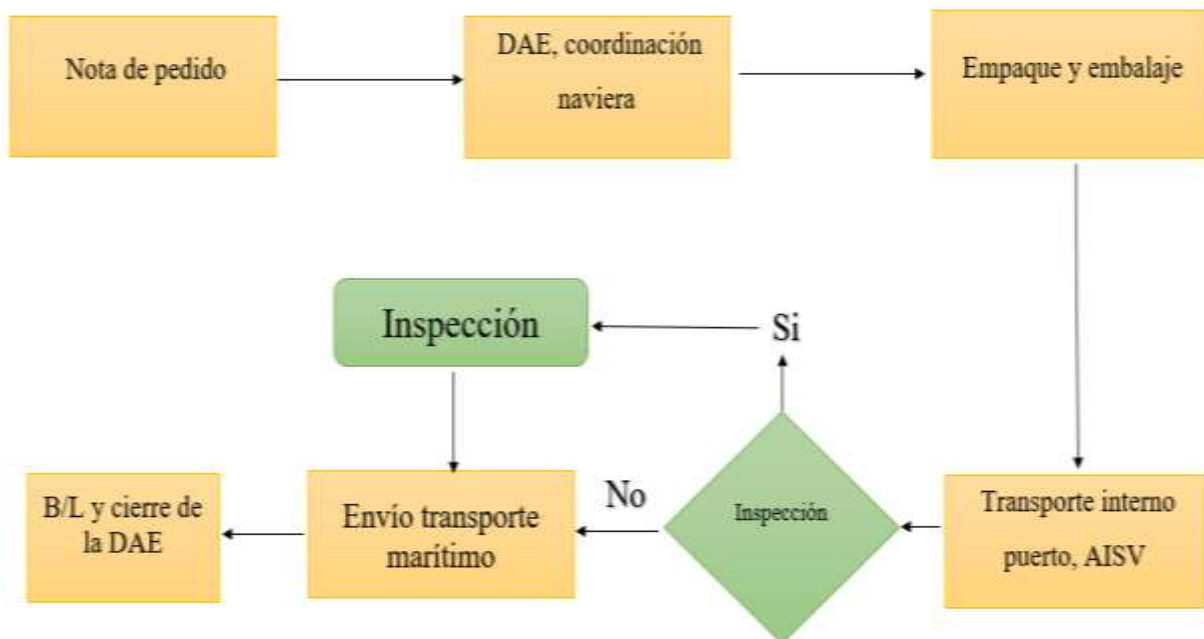 Nota de pedido
DAE, coordinación
naviera
Empaque y embalaje
Transporte interno
puerto, AISV
Inspección
Si
Inspección
No
Envío transporte
marítimo
B/L y cierre de
la DAE